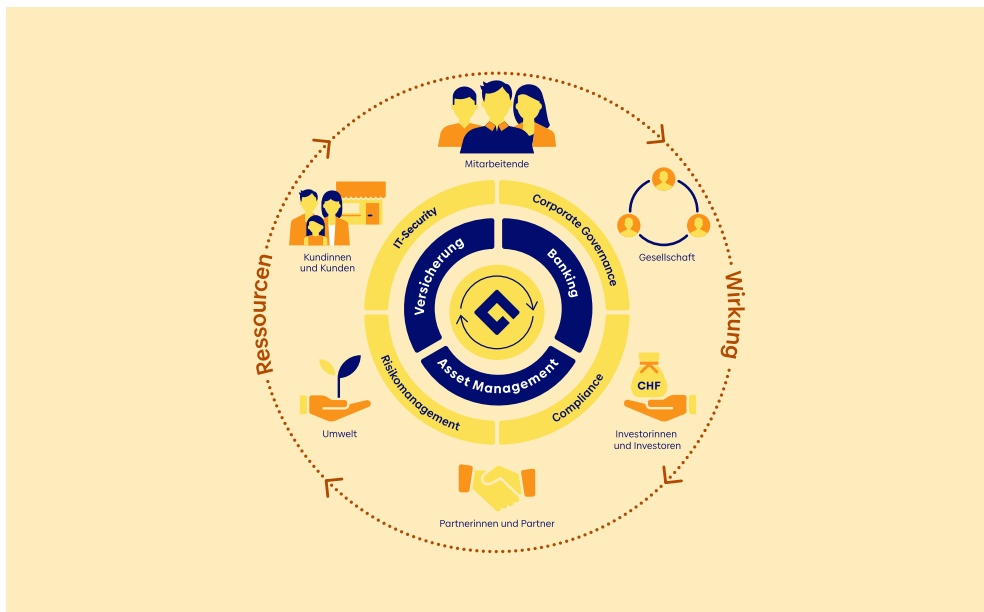 Mitarbeitende
IT-Security
Corporate Governance
Kundinnen
und Kunden
Gesellschaft
Versicherung
Banking
Ressourcen
Wirkung
Asset Management
Risikomanagement
Compliance
CHF
Umwelt
Investorinnen
und Investoren
Partnerinnen und Partner